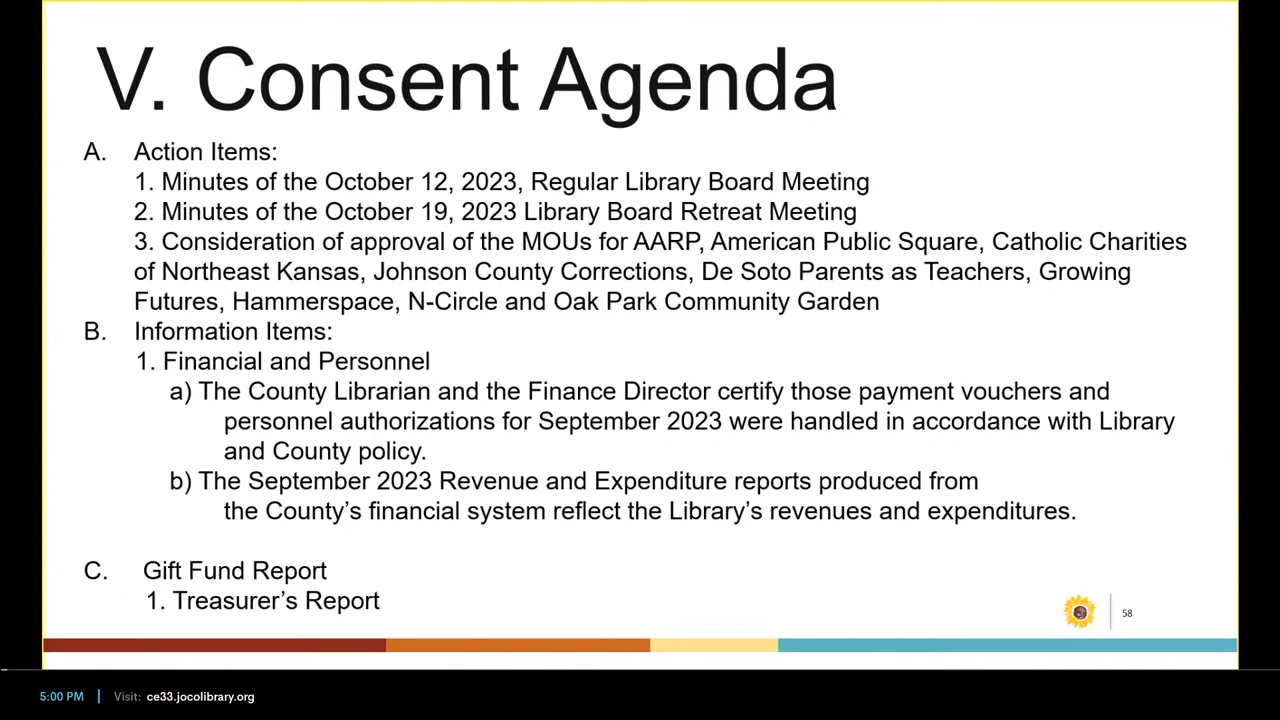 V. Consent Agenda
A. Action Items:
1. Minutes of the October 12, 2023, Regular Library Board Meeting
2. Minutes of the October 19, 2023 Library Board Retreat Meeting
3. Consideration of approval of the MOUs for AARP, American Public Square, Catholic Charities
of Northeast Kansas, Johnson County Corrections, De Soto Parents as Teachers, Growing
Futures, Hammerspace, N-Circle and Oak Park Community Garden
B. Information Items:
1. Financial and Personnel
a) The County Librarian and the Finance Director certify those payment vouchers and
personnel authorizations for September 2023 were handled in accordance with Library
and County policy.
b) The September 2023 Revenue and Expenditure reports produced from
the County’s financial system reflect the Library’s revenues and expenditures.
C. Gift Fund Report
1. Treasurer’s Report
58
5:00 PM | Visit: ce33.jocolibrary.org